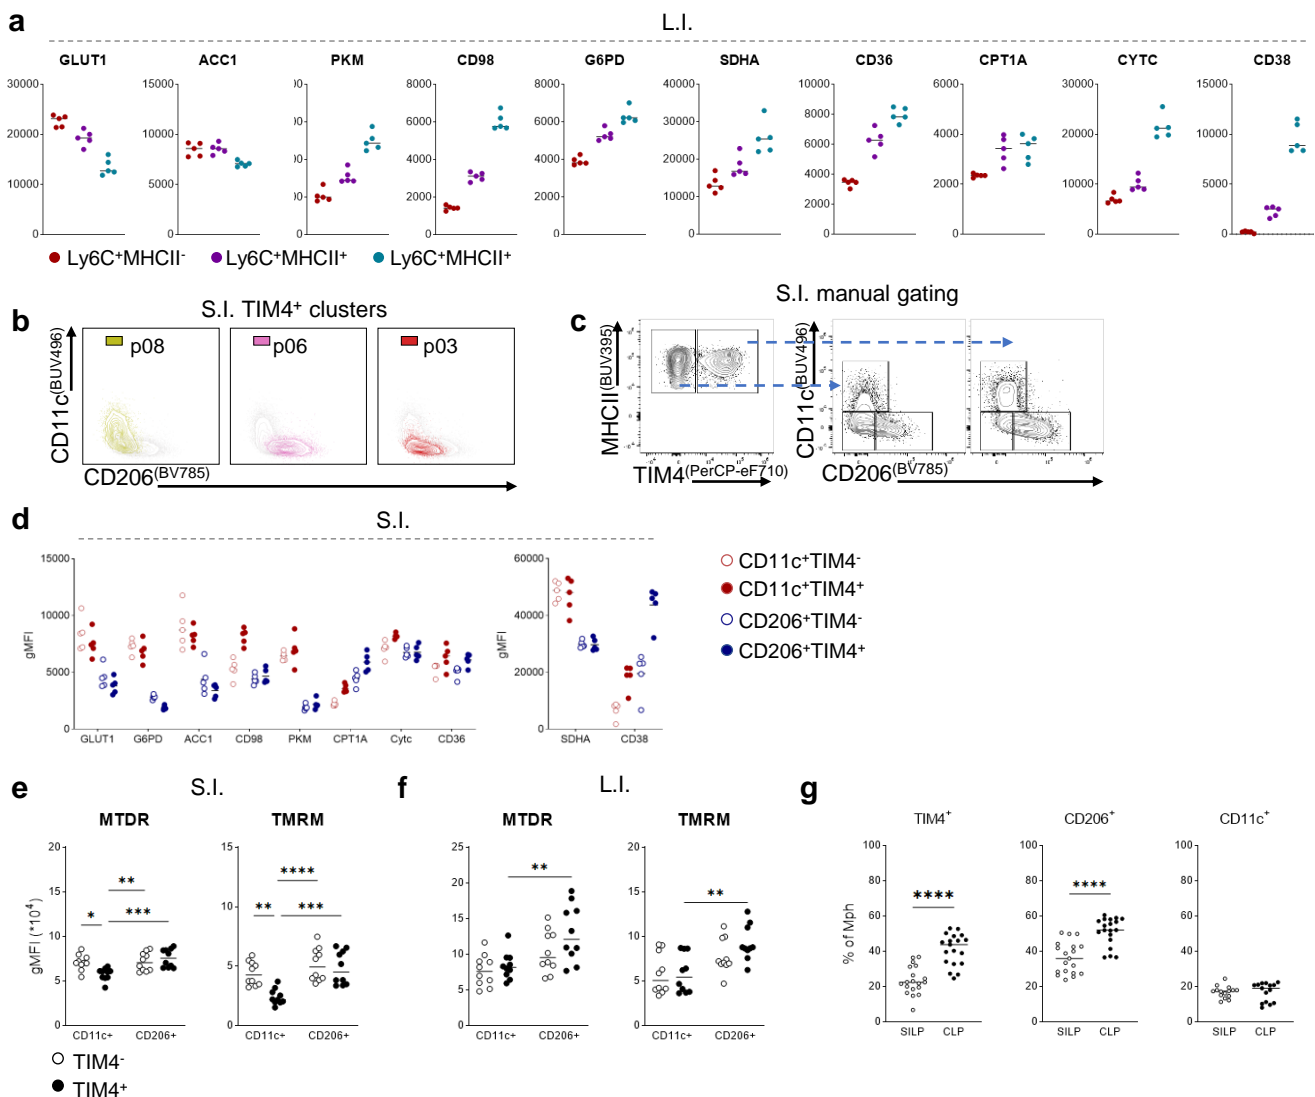 a
L.I.
GLUT1 ACC1 PKM CD98 G6PD SDHA CD36 CPT1A CYTC CD38
30000 15000 00 8000 8000 40000 10000 6000 30000 15000
8000
20000 10000 0 6000 6000 30000 4000 20000 10000
6000
0 4000 4000 20000
10000 5000 4000 2000 10000 5000
0 2000 2000 10000 2000
0 0 0 0 0 0 0 0 0 0
Ly6C+MHCII- Ly6C+MHCII+ Ly6C+MHCII+
b
S.I. TIM4+ clusters
p08 p06 p03
CD11c(BUV496)
CD206(BV785)
c
S.I. manual gating
MHCII(BUV395)
TIM4(PerCP-eF710)
CD11c(BUV496)
CD206(BV785)
d
S.I.
gMFI
15000
10000
5000
0
GLUT1 G6PD ACC1 CD98 PKM CPT1A Cytc CD36
gMFI
60000
40000
20000
0
SDHA CD38
CD11c+TIM4-
CD11c+TIM4+
CD206+TIM4-
CD206+TIM4+
e
S.I.
MTDR
gMFI (*10⁴)
20
15
10
5
0
** 
*
***
CD11c+ CD206+
TMRM
15
10
5
0
****
** ***
CD11c+ CD206+
TIM4-
TIM4+
f
L.I.
MTDR
25
20
15
10
5
0
**
CD11c+ CD206+
TMRM
20
15
10
5
0
**
CD11c+ CD206+
g
TIM4+
% of Mph
100
80
60
40
20
0
****
SILP CLP
CD206+
100
80
60
40
20
0
****
SILP CLP
CD11c+
100
80
60
40
20
0
SILP CLP